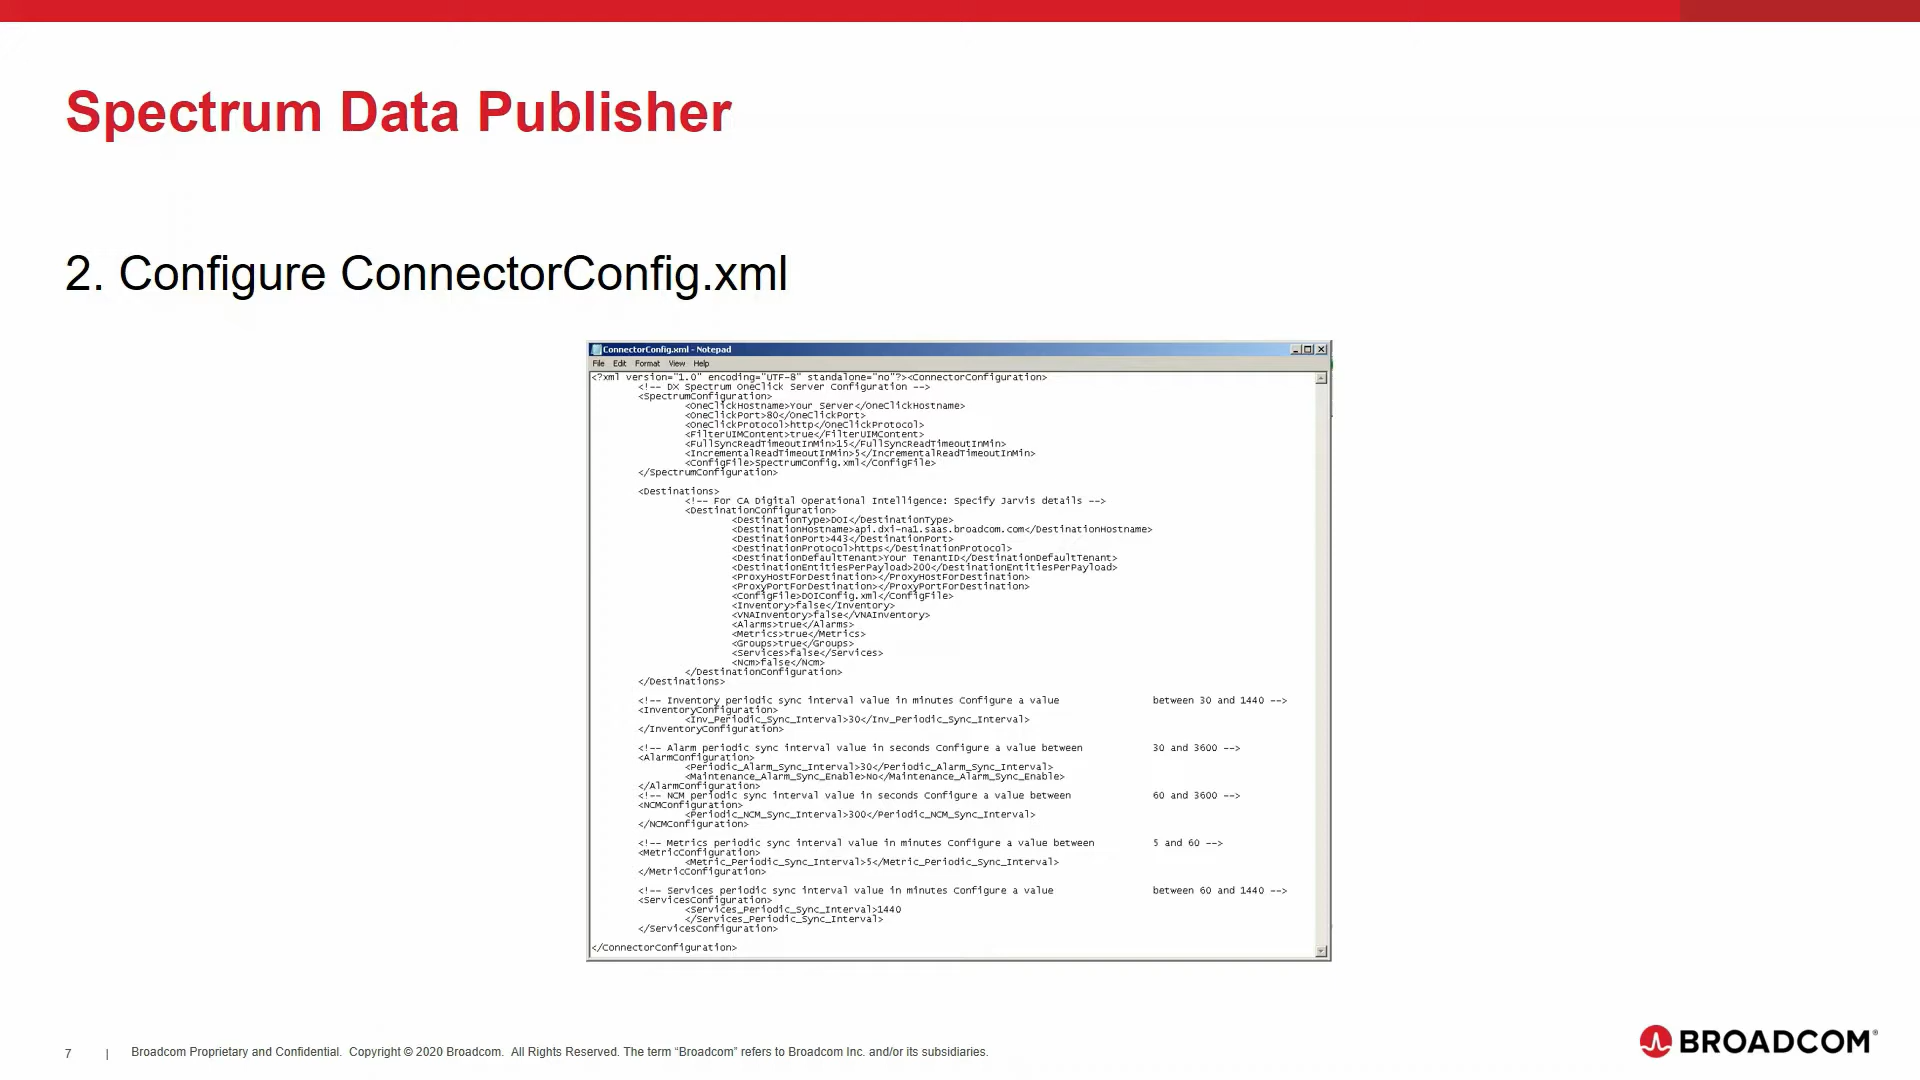 Spectrum Data Publisher
2. Configure ConnectorConfig.xml
ConnectorConfig.xml - Notepad
File Edit Format View Help
<?xml version="1.0" encoding="UTF-8" standalone="no"?><ConnectorConfiguration>
<!-- DX Spectrum OneClick Server Configuration -->
<SpectrumConfiguration>
<OneClickHostname>Your Server</OneClickHostname>
<OneClickPort>80</OneClickPort>
<OneClickProtocol>http</OneClickProtocol>
<FilterUIMContent>true</FilterUIMContent>
<FullSyncReadTimeoutInMin>15</FullSyncReadTimeoutInMin>
<IncrementalReadTimeoutInMin>5</IncrementalReadTimeoutInMin>
<ConfigFile>SpectrumConfig.xml</ConfigFile>
</SpectrumConfiguration>
<Destinations>
<!-- For CA Digital Operational Intelligence: Specify Jarvis details -->
<DestinationConfiguration>
<DestinationType>DOI</DestinationType>
<DestinationHostname>api.dxi-na1.saas.broadcom.com</DestinationHostname>
<DestinationPort>443</DestinationPort>
<DestinationProtocol>https</DestinationProtocol>
<DestinationDefaultTenant>Your TenantID</DestinationDefaultTenant>
<DestinationEntitiesPerPayload>200</DestinationEntitiesPerPayload>
<ProxyHostForDestination></ProxyHostForDestination>
<ProxyPortForDestination></ProxyPortForDestination>
<ConfigFile>DOIConfig.xml</ConfigFile>
<Inventory>false</Inventory>
<VNAInventory>false</VNAInventory>
<Alarms>true</Alarms>
<Metrics>true</Metrics>
<Groups>true</Groups>
<Services>false</Services>
<Ncm>false</Ncm>
</DestinationConfiguration>
</Destinations>
<!-- Inventory periodic sync interval value in minutes Configure a value between 30 and 1440 -->
<InventoryConfiguration>
<Inv_Periodic_Sync_Interval>30</Inv_Periodic_Sync_Interval>
</InventoryConfiguration>
<!-- Alarm periodic sync interval value in seconds Configure a value between 30 and 3600 -->
<AlarmConfiguration>
<Periodic_Alarm_Sync_Interval>30</Periodic_Alarm_Sync_Interval>
<Maintenance_Alarm_Sync_Enable>No</Maintenance_Alarm_Sync_Enable>
</AlarmConfiguration>
<!-- NCM periodic sync interval value in seconds Configure a value between 60 and 3600 -->
<NCMConfiguration>
<Periodic_NCM_Sync_Interval>300</Periodic_NCM_Sync_Interval>
</NCMConfiguration>
<!-- Metrics periodic sync interval value in minutes Configure a value between 5 and 60 -->
<MetricConfiguration>
<Metric_Periodic_Sync_Interval>5</Metric_Periodic_Sync_Interval>
</MetricConfiguration>
<!-- Services periodic sync interval value in minutes Configure a value between 60 and 1440 -->
<ServicesConfiguration>
<Services_Periodic_Sync_Interval>1440
</Services_Periodic_Sync_Interval>
</ServicesConfiguration>
</ConnectorConfiguration>
7 | Broadcom Proprietary and Confidential. Copyright © 2020 Broadcom. All Rights Reserved. The term “Broadcom” refers to Broadcom Inc. and/or its subsidiaries.
BROADCOM®